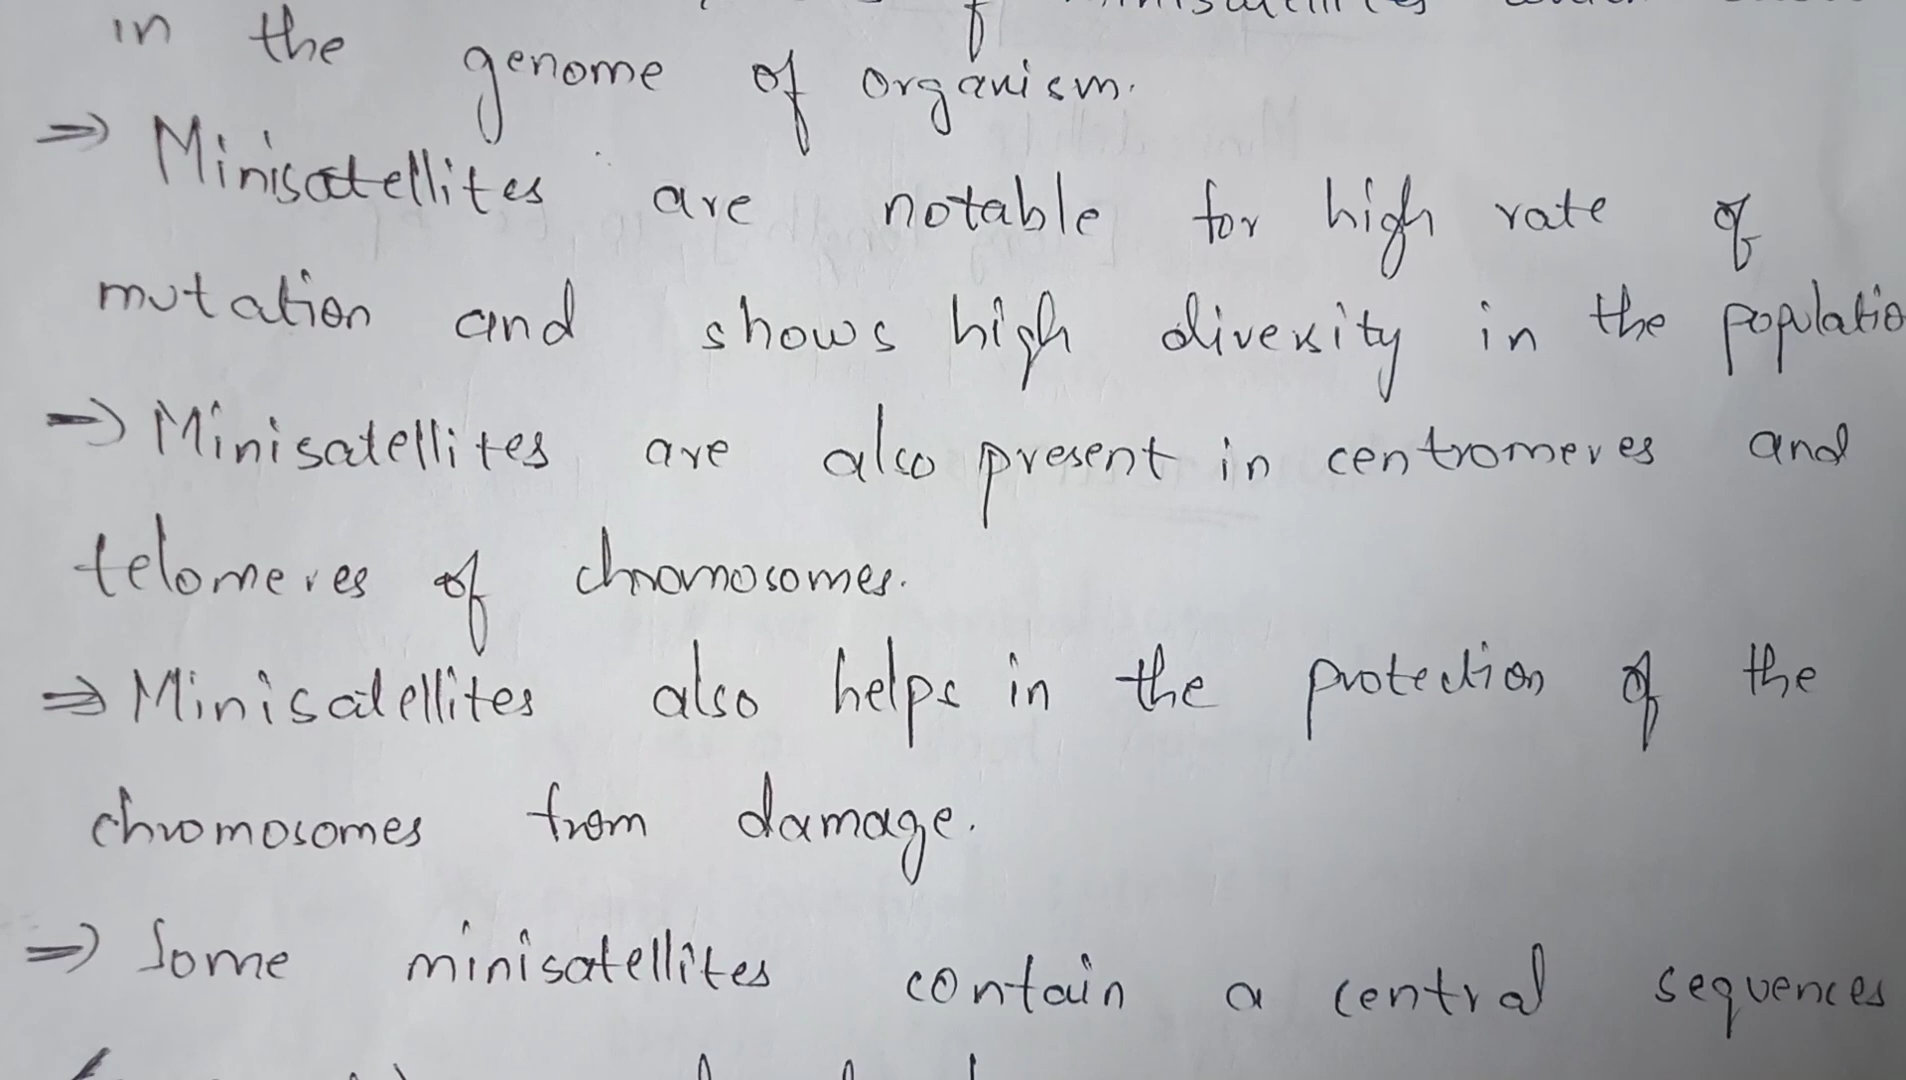 in the genome of organism.
⇒ Minisatellites are notable for high rate of
mutation and shows high diversity in the populatio
⇒ Minisatellites are also present in centromeres and
telomeres of chromosomes.
⇒ Minisatellites also helps in the protection of the
chromosomes from damage.
⇒ Some minisatellites contain a central sequences